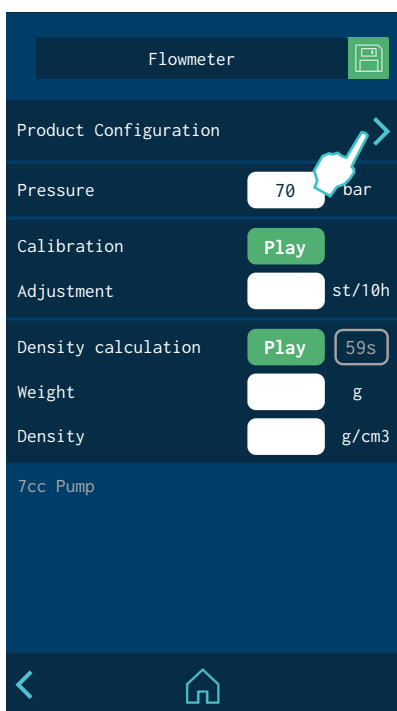 Flowmeter
Product Configuration
Pressure 70 bar
Calibration Play
Adjustment st/10h
Density calculation Play 59s
Weight g
Density g/cm3
7cc Pump